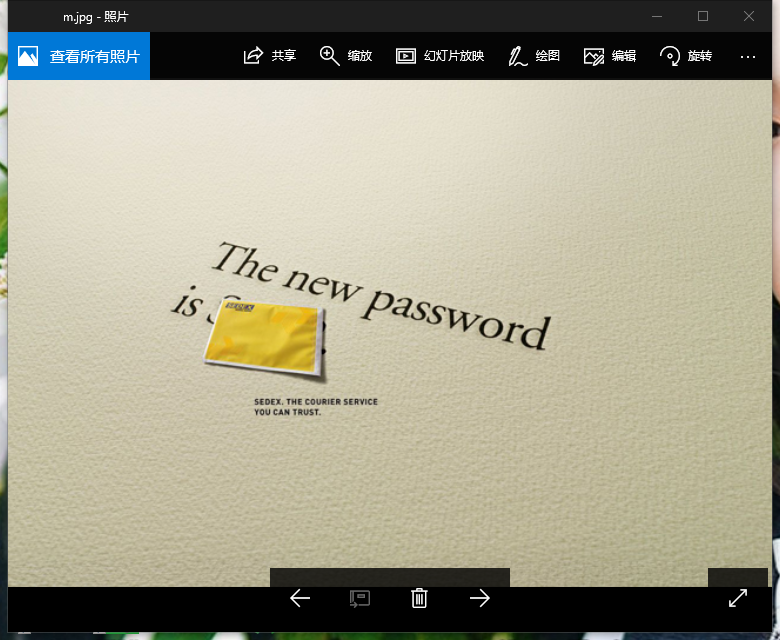 m.jpg - 照片
查看所有照片
共享
缩放
幻灯片放映
绘图
编辑
旋转
The new password
is
SEDEX
SEDEX. THE COURIER SERVICE
YOU CAN TRUST.